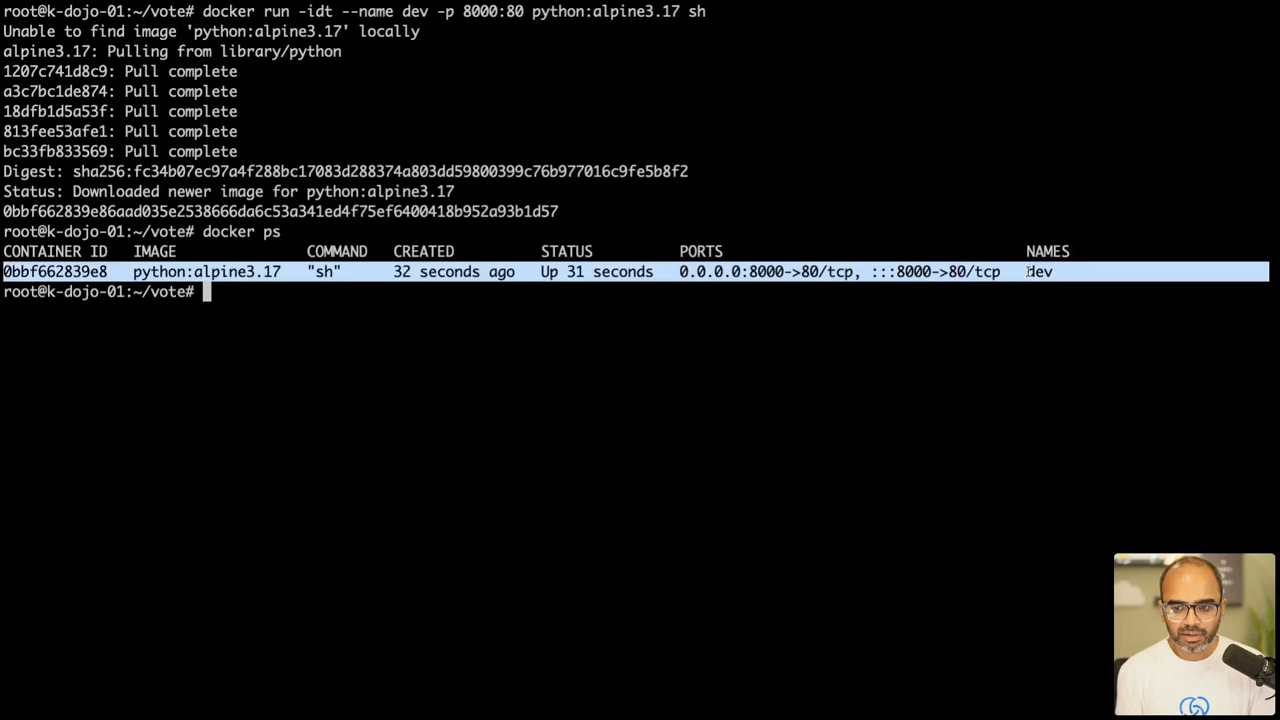 root@k-dojo-01:~/vote# docker run -idt --name dev -p 8000:80 python:alpine3.17 sh
Unable to find image 'python:alpine3.17' locally
alpine3.17: Pulling from library/python
1207c741d8c9: Pull complete
a3c7bc1de874: Pull complete
18dfb1d5a53f: Pull complete
813fee53afe1: Pull complete
bc33fb833569: Pull complete
Digest: sha256:fc34b07ec97a4f288bc17083d288374a803dd59800399c76b977016c9fe5b8f2
Status: Downloaded newer image for python:alpine3.17
0bbf662839e86aad035e2538666da6c53a341ed4f75ef6400418b952a93b1d57
root@k-dojo-01:~/vote# docker ps
CONTAINER ID   IMAGE               COMMAND   CREATED          STATUS          PORTS                                   NAMES
0bbf662839e8   python:alpine3.17   "sh"      32 seconds ago   Up 31 seconds   0.0.0.0:8000->80/tcp, :::8000->80/tcp   dev
root@k-dojo-01:~/vote#